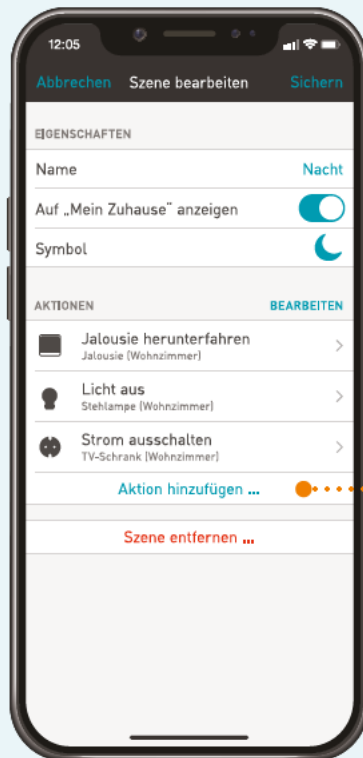 12:05
Abbrechen Szene bearbeiten Sichern
EIGENSCHAFTEN
Name Nacht
Auf „Mein Zuhause" anzeigen
Symbol
AKTIONEN BEARBEITEN
Jalousie herunterfahren
Jalousie (Wohnzimmer)
Licht aus
Stehlampe (Wohnzimmer)
Strom ausschalten
TV-Schrank (Wohnzimmer)
Aktion hinzufügen ...
Szene entfernen ...